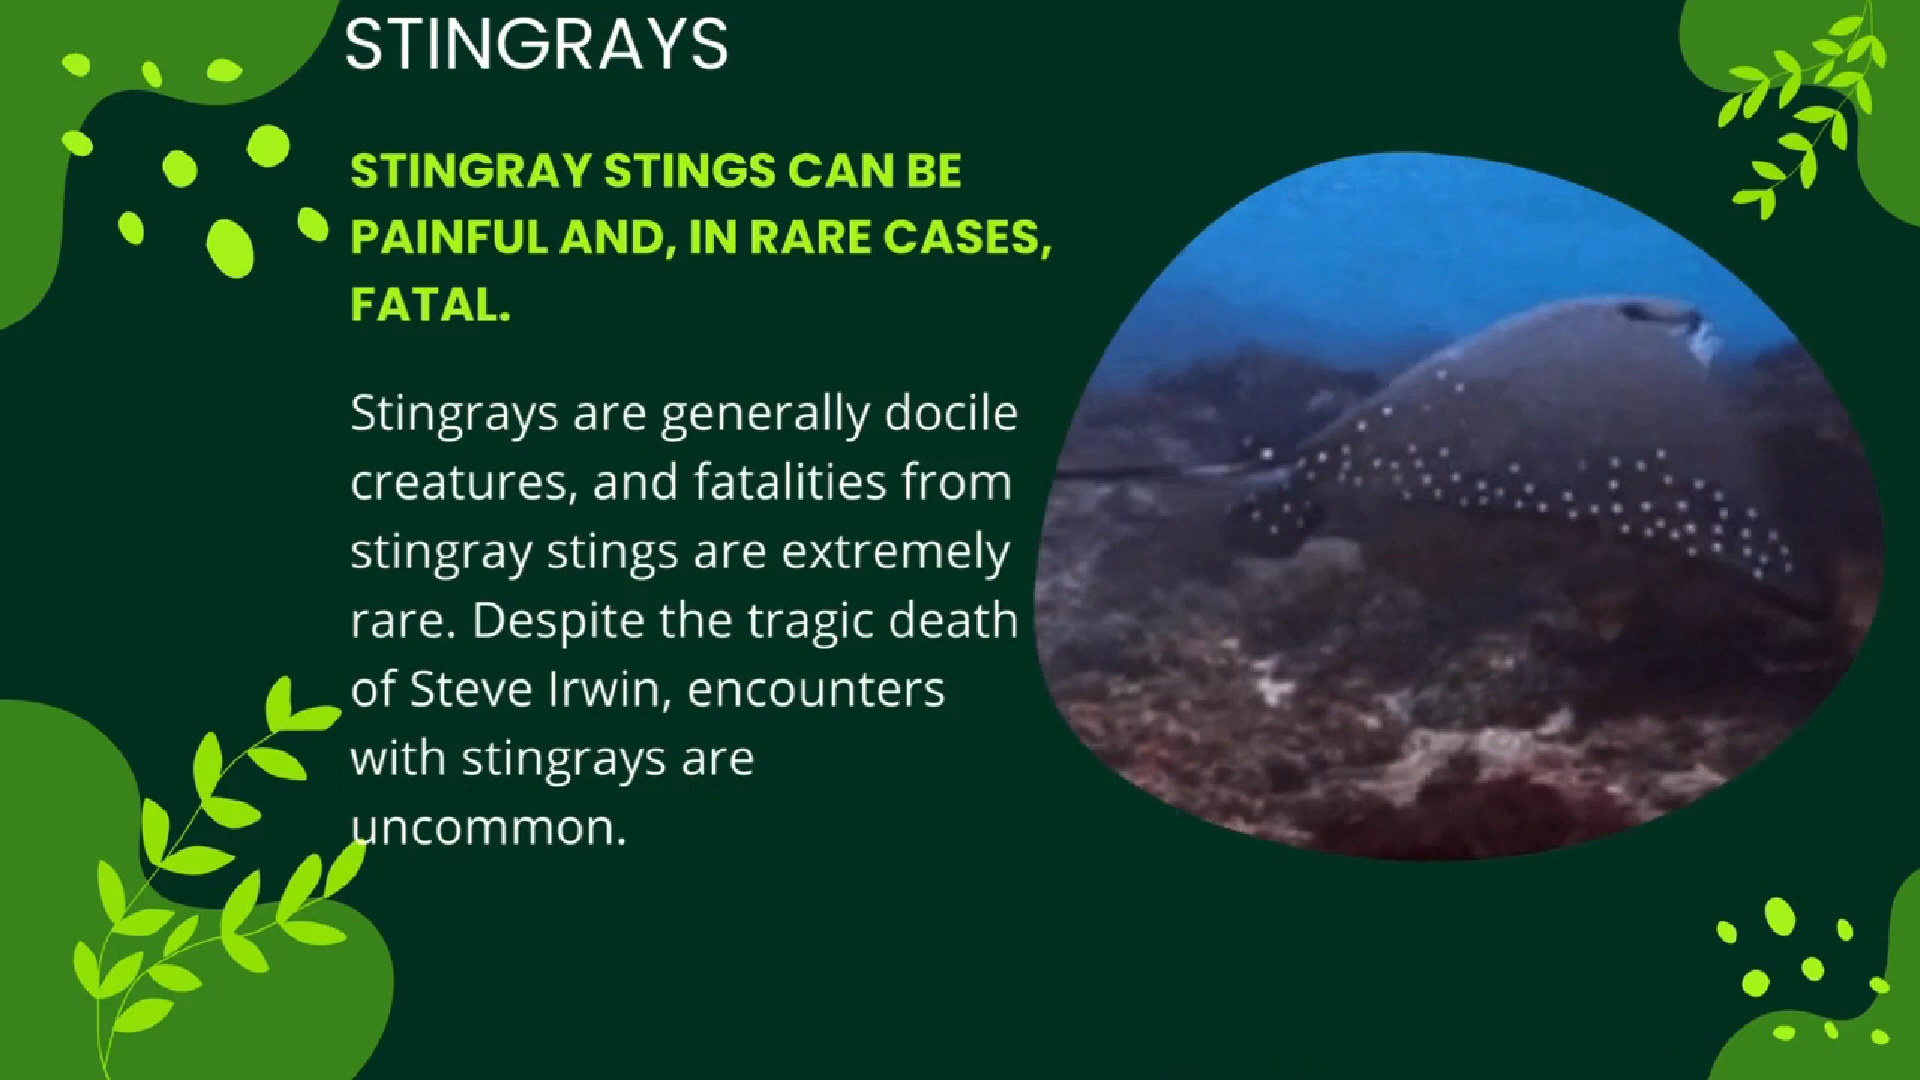 STINGRAYS
STINGRAY STINGS CAN BE
PAINFUL AND, IN RARE CASES,
FATAL.
Stingrays are generally docile
creatures, and fatalities from
stingray stings are extremely
rare. Despite the tragic death
of Steve Irwin, encounters
with stingrays are
uncommon.